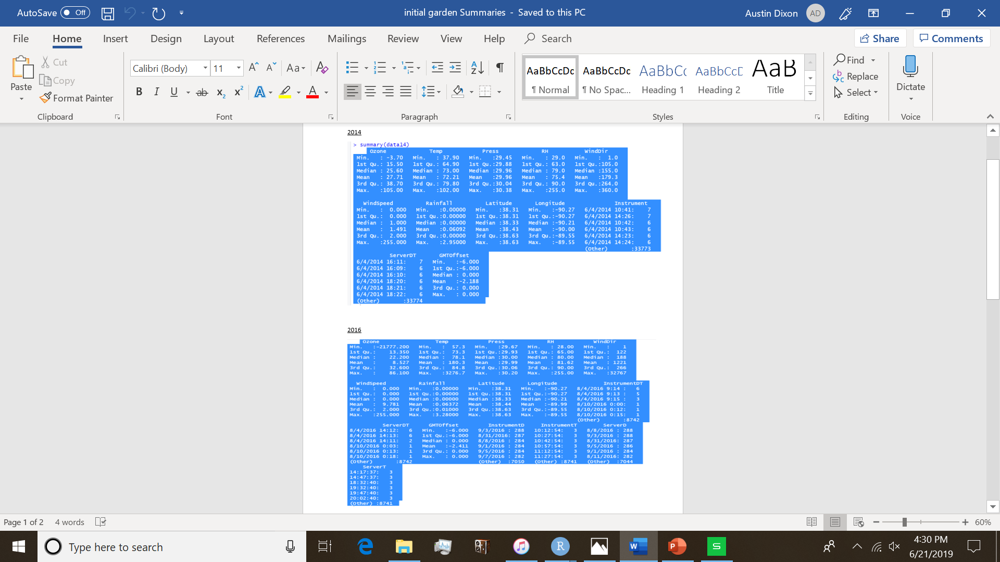 AutoSave Off
initial garden Summaries - Saved to this PC
Austin Dixon AD
File Home Insert Design Layout References Mailings Review View Help Search
Share Comments
Paste
Cut
Copy
Format Painter
Clipboard
Calibri (Body) 11
Font
Paragraph
AaBbCcDc AaBbCcDc AaBbCc AaBbCcD AaB
¶ Normal ¶ No Spac... Heading 1 Heading 2 Title
Styles
Find
Replace
Select
Editing
Dictate
Voice
2014
> summary(data14)
Ozone Temp Press RH WindDir
Min. : -3.70 Min. : 37.90 Min. :29.45 Min. : 29.0 Min. : 1.0
1st Qu.: 15.50 1st Qu.: 64.90 1st Qu.:29.88 1st Qu.: 63.0 1st Qu.:105.0
Median : 25.60 Median : 73.00 Median :29.96 Median : 79.0 Median :155.0
Mean : 27.71 Mean : 72.21 Mean :29.96 Mean : 75.4 Mean :179.3
3rd Qu.: 38.70 3rd Qu.: 79.80 3rd Qu.:30.04 3rd Qu.: 90.0 3rd Qu.:264.0
Max. :105.00 Max. :102.00 Max. :30.38 Max. :255.0 Max. :360.0
WindSpeed Rainfall Latitude Longitude Instrument
Min. : 0.000 Min. :0.00000 Min. :38.31 Min. :-90.27 6/4/2014 10:41: 7
1st Qu.: 0.000 1st Qu.:0.00000 1st Qu.:38.31 1st Qu.:-90.27 6/4/2014 14:26: 7
Median : 1.000 Median :0.00000 Median :38.33 Median :-90.21 6/4/2014 10:42: 6
Mean : 1.491 Mean :0.06092 Mean :38.43 Mean :-90.00 6/4/2014 10:43: 6
3rd Qu.: 2.000 3rd Qu.:0.00000 3rd Qu.:38.63 3rd Qu.:-89.55 6/4/2014 14:23: 6
Max. :255.000 Max. :2.95000 Max. :38.63 Max. :-89.55 6/4/2014 14:24: 6
(Other) :33773
ServerDT GMTOffset
6/4/2014 16:11: 7 Min. :-6.000
6/4/2014 16:09: 6 1st Qu.:-6.000
6/4/2014 16:10: 6 Median : 0.000
6/4/2014 18:20: 6 Mean :-2.188
6/4/2014 18:21: 6 3rd Qu.: 0.000
6/4/2014 18:22: 6 Max. : 0.000
(Other) :33774
2016
Ozone Temp Press RH WindDir
Min. :-21777.200 Min. : 57.3 Min. :29.67 Min. : 28.00 Min. : 1
1st Qu.: 13.350 1st Qu.: 73.3 1st Qu.:29.93 1st Qu.: 65.00 1st Qu.: 122
Median : 22.200 Median : 78.1 Median :30.00 Median : 80.00 Median : 188
Mean : 8.527 Mean : 180.3 Mean :29.99 Mean : 81.62 Mean : 1221
3rd Qu.: 32.600 3rd Qu.: 84.8 3rd Qu.:30.06 3rd Qu.: 90.00 3rd Qu.: 266
Max. : 86.100 Max. :3276.7 Max. :30.20 Max. :255.00 Max. :32767
WindSpeed Rainfall Latitude Longitude InstrumentDT
Min. : 0.000 Min. :0.00000 Min. :38.31 Min. :-90.27 8/4/2016 9:14 : 6
1st Qu.: 0.000 1st Qu.:0.00000 1st Qu.:38.31 1st Qu.:-90.27 8/4/2016 9:13 : 5
Median : 0.000 Median :0.00000 Median :38.33 Median :-90.21 8/4/2016 9:15 : 3
Mean : 9.781 Mean :0.06372 Mean :38.44 Mean :-89.99 8/10/2016 0:00: 1
3rd Qu.: 2.000 3rd Qu.:0.01000 3rd Qu.:38.63 3rd Qu.:-89.55 8/10/2016 0:12: 1
Max. :255.000 Max. :3.28000 Max. :38.63 Max. :-89.55 8/10/2016 0:15: 1
(Other) :8742
ServerDT GMTOffset InstrumentD InstrumentT ServerD
8/4/2016 14:12: 6 Min. :-6.000 9/3/2016 : 288 10:12:54: 3 8/8/2016 : 288
8/4/2016 14:13: 6 1st Qu.:-6.000 8/31/2016: 287 10:27:54: 3 9/3/2016 : 288
8/4/2016 14:11: 2 Median : 0.000 8/8/2016 : 284 10:42:54: 3 8/31/2016: 287
8/10/2016 0:03: 1 Mean :-2.411 9/1/2016 : 284 10:57:54: 3 9/5/2016 : 286
8/10/2016 0:13: 1 3rd Qu.: 0.000 9/5/2016 : 284 11:12:54: 3 9/1/2016 : 284
8/10/2016 0:18: 1 Max. : 0.000 9/7/2016 : 282 11:27:54: 3 8/11/2016: 282
(Other) :8742 (Other) :7050 (Other) :8741 (Other) :7044
ServerT
14:17:37: 3
14:47:37: 3
18:32:40: 3
19:32:40: 3
19:47:40: 3
20:02:40: 3
(Other) :8741
Page 1 of 2 4 words 60%
Type here to search
4:30 PM
6/21/2019